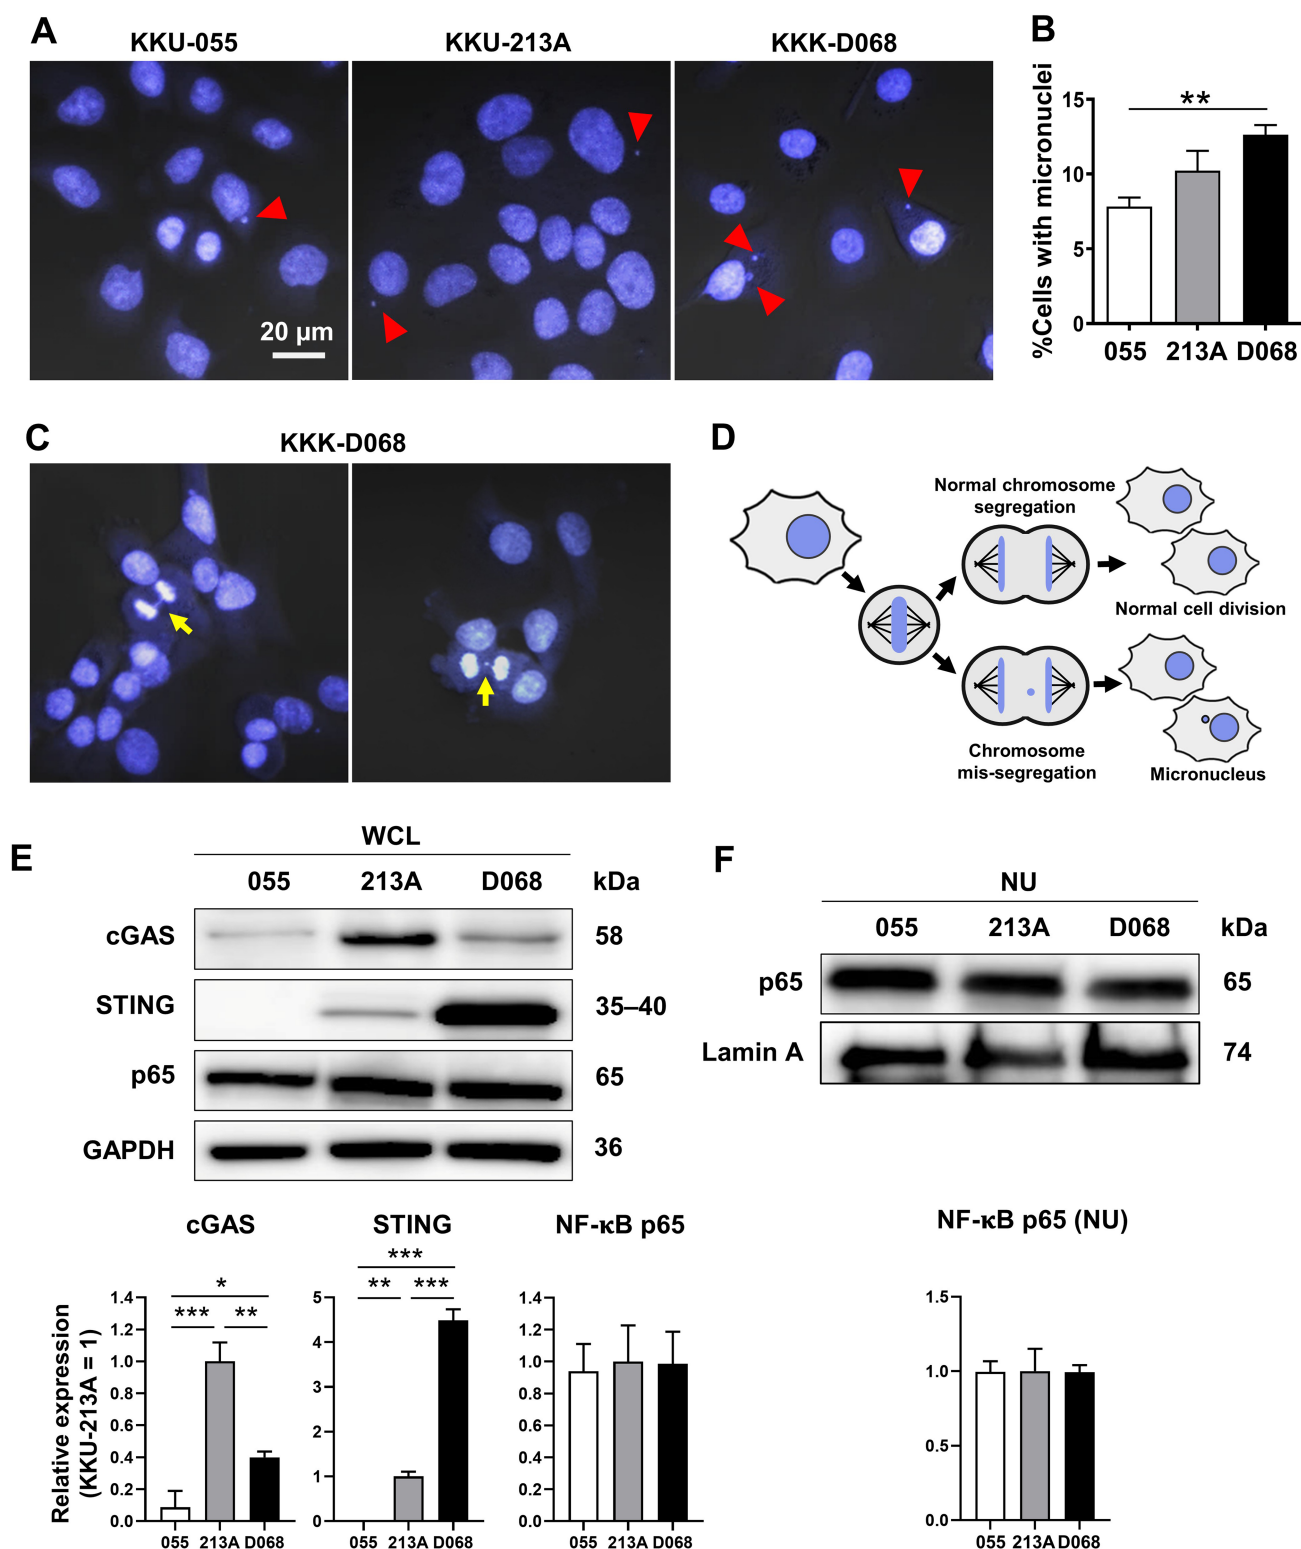 A
KKU-055
KKU-213A
KKK-D068
20 μm
B
%Cells with micronuclei
15
10
5
0
**
055
213A
D068
C
KKK-D068
D
Normal chromosome
segregation
Normal cell division
Chromosome
mis-segregation
Micronucleus
E
WCL
055
213A
D068
kDa
cGAS
58
STING
35–40
p65
65
GAPDH
36
F
NU
055
213A
D068
kDa
p65
65
Lamin A
74
Relative expression
(KKU-213A = 1)
cGAS
*
***
**
1.4
1.2
1.0
0.8
0.6
0.4
0.2
0.0
055
213A
D068
STING
***
**
***
5
4
3
2
1
0
055
213A
D068
NF-κB p65
1.4
1.2
1.0
0.8
0.6
0.4
0.2
0.0
055
213A
D068
NF-κB p65 (NU)
1.5
1.0
0.5
0.0
055
213A
D068